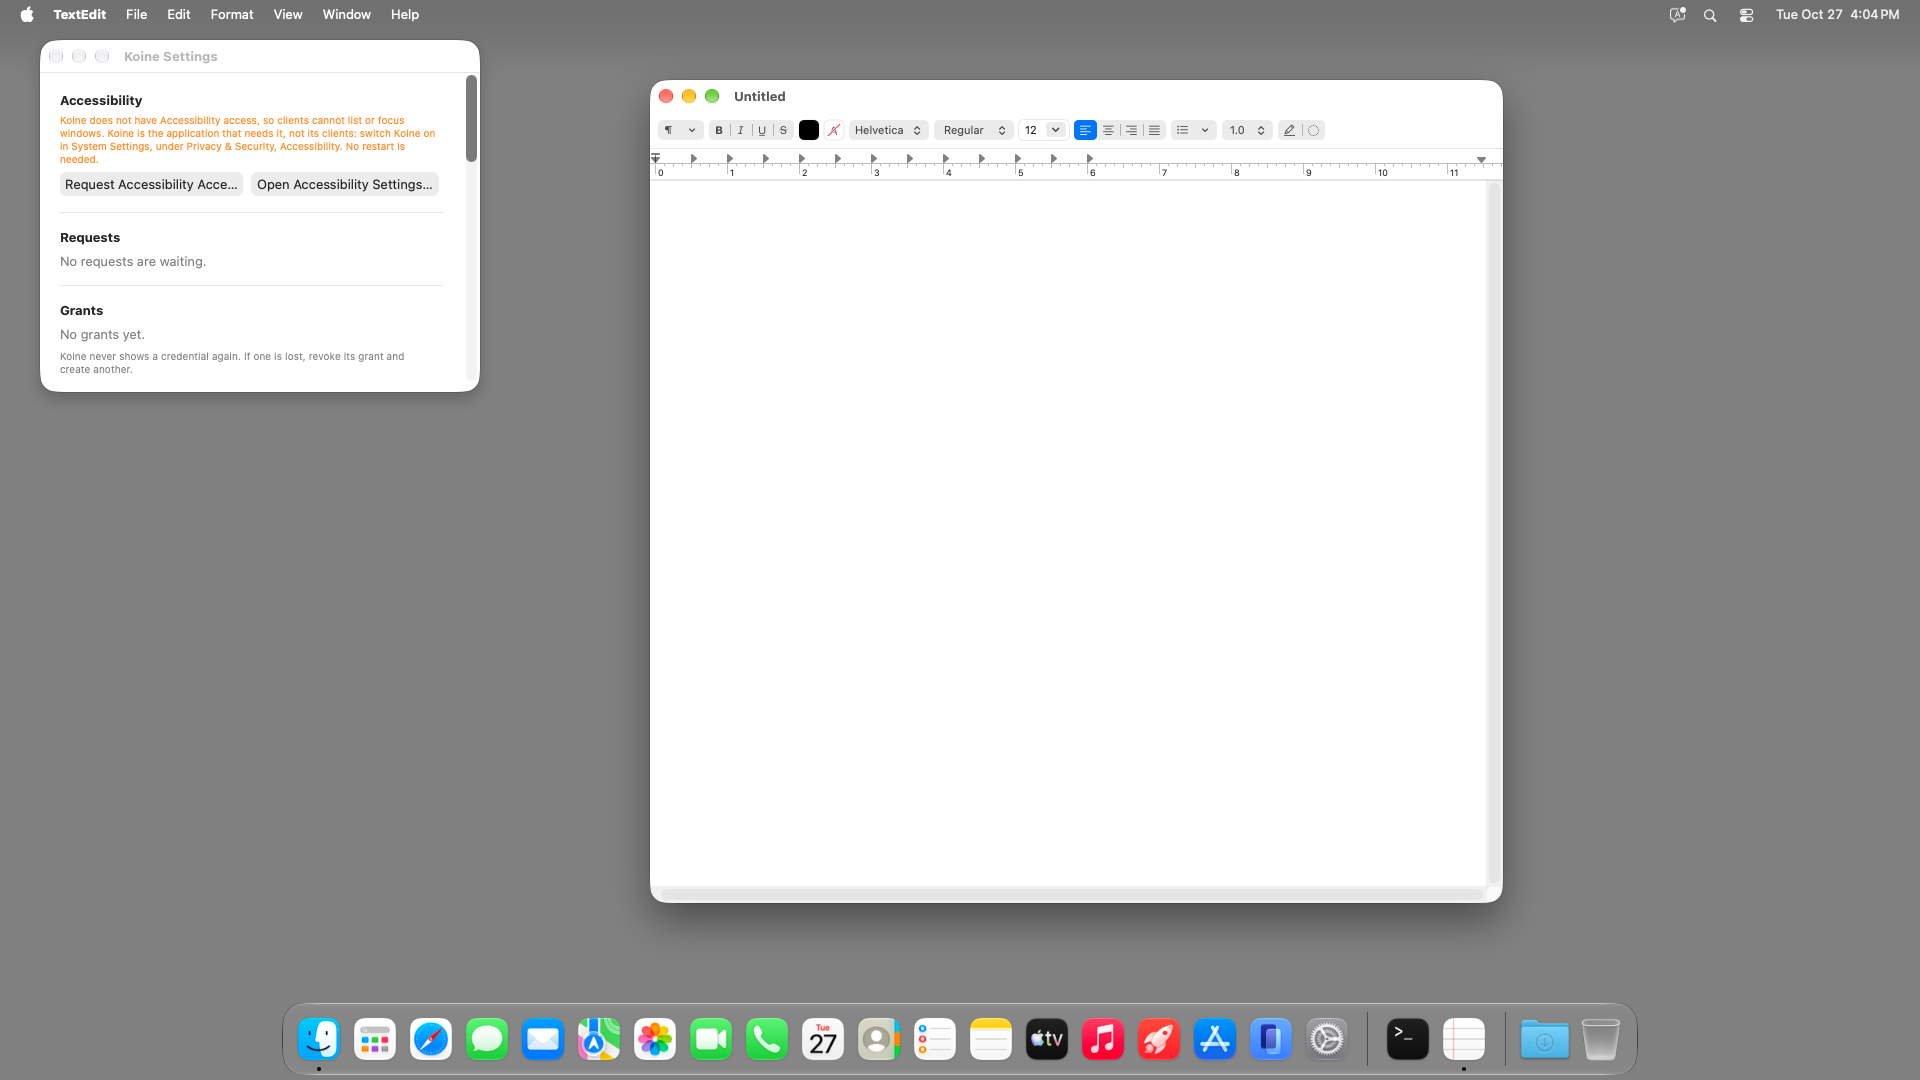 TextEdit File Edit Format View Window Help
Tue Oct 27 4:04 PM
Koine Settings
Accessibility
Koine does not have Accessibility access, so clients cannot list or focus
windows. Koine is the application that needs it, not its clients: switch Koine on
in System Settings, under Privacy & Security, Accessibility. No restart is
needed.
Request Accessibility Acce... Open Accessibility Settings...
Requests
No requests are waiting.
Grants
No grants yet.
Koine never shows a credential again. If one is lost, revoke its grant and
create another.
Untitled
¶ B I U S Helvetica Regular 12 1.0
0 1 2 3 4 5 6 7 8 9 10 11
Tue
27
tv
>_